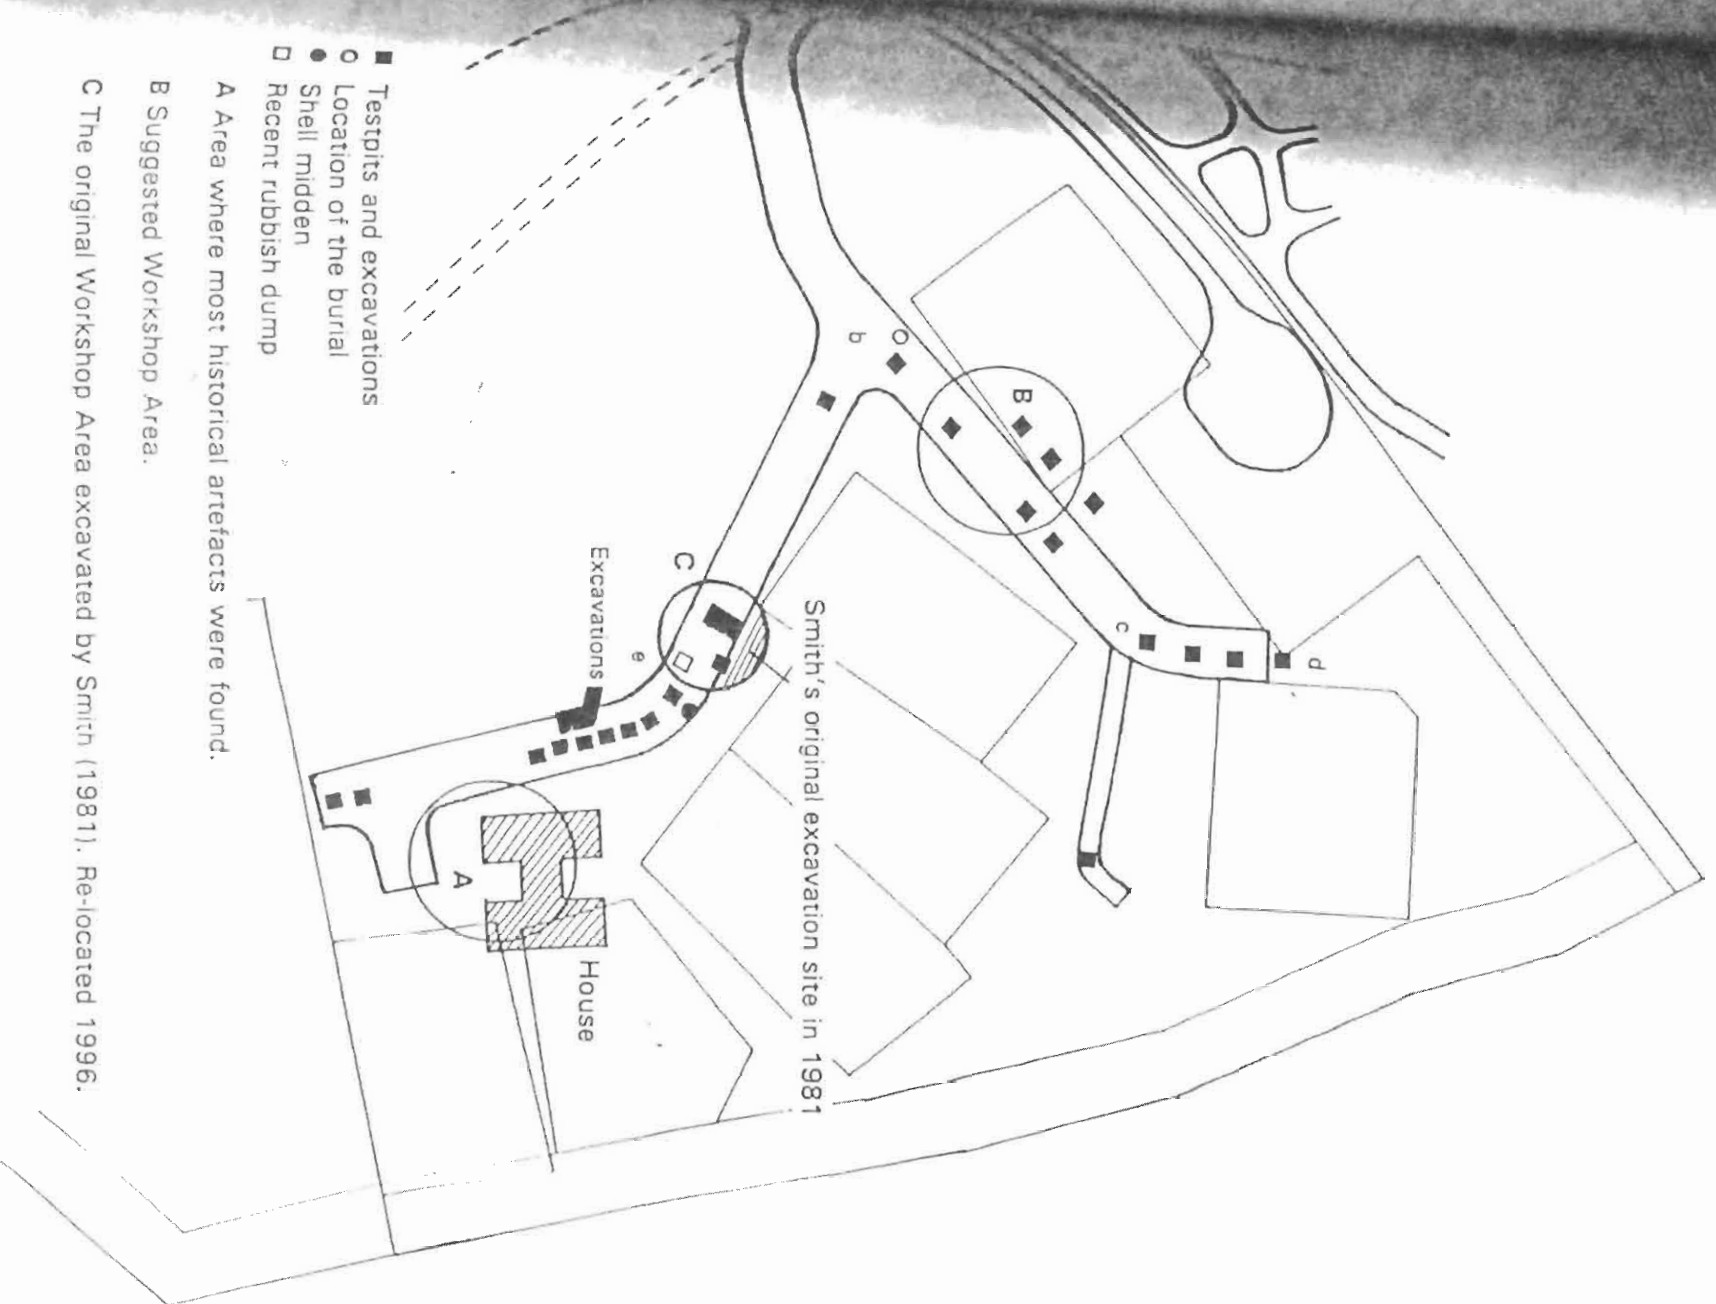 Testpits and excavations
Location of the burial
Shell midden
Recent rubbish dump
A Area where most historical artefacts were found.
B Suggested Workshop Area.
C The original Workshop Area excavated by Smith (1981). Re-located 1996.
b
B
c
d
C
e
Excavations
Smith's original excavation site in 1981
A
House